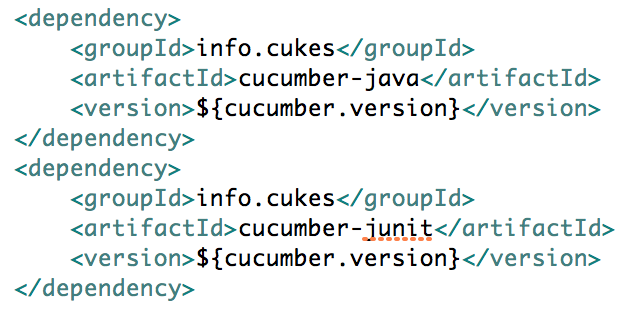 <dependency>
    <groupId>info.cukes</groupId>
    <artifactId>cucumber-java</artifactId>
    <version>${cucumber.version}</version>
</dependency>
<dependency>
    <groupId>info.cukes</groupId>
    <artifactId>cucumber-junit</artifactId>
    <version>${cucumber.version}</version>
</dependency>